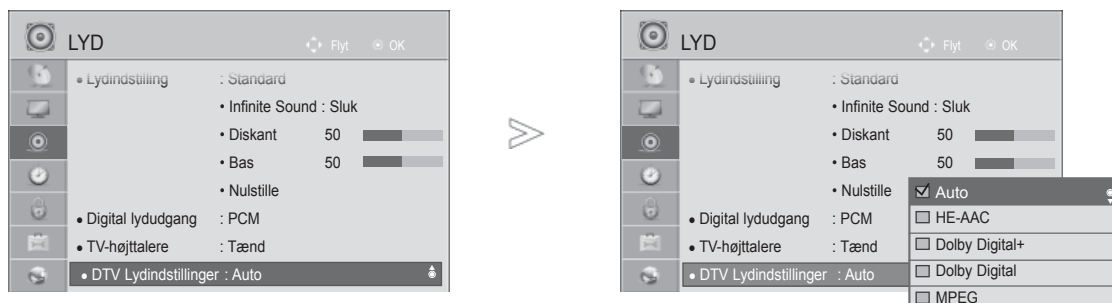 LYD Flyt OK
• Lydindstilling : Standard
• Infinite Sound : Sluk
• Diskant 50
• Bas 50
• Nulstille
• Digital lydudgang : PCM
• TV-højttalere : Tænd
• DTV Lydindstillinger : Auto
LYD Flyt OK
• Lydindstilling : Standard
• Infinite Sound : Sluk
• Diskant 50
• Bas 50
• Nulstille
• Digital lydudgang : PCM
• TV-højttalere : Tænd
• DTV Lydindstillinger : Auto
Auto
HE-AAC
Dolby Digital+
Dolby Digital
MPEG